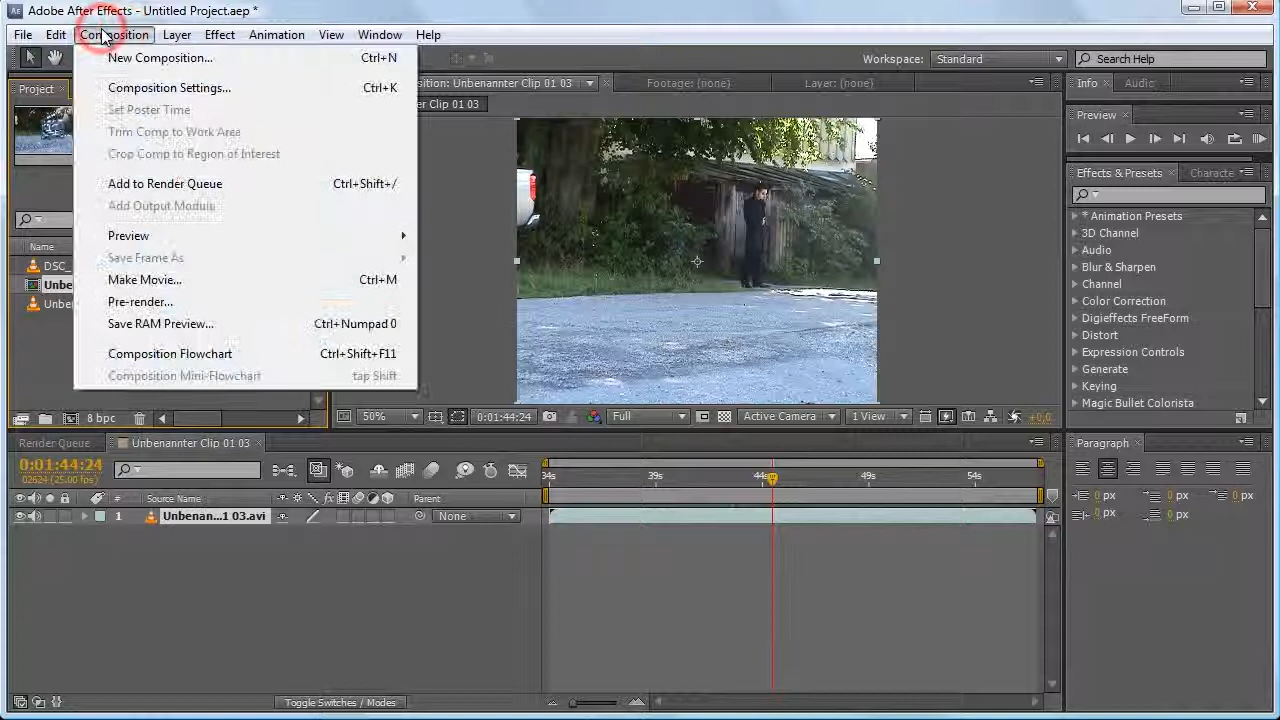 Adobe After Effects - Untitled Project.aep *
File Edit Composition Layer Effect Animation View Window Help
Workspace: Standard Search Help
New Composition... Ctrl+N
Composition Settings... Ctrl+K
Set Poster Time
Trim Comp to Work Area
Crop Comp to Region of Interest
Add to Render Queue Ctrl+Shift+/
Add Output Module
Preview
Save Frame As
Make Movie... Ctrl+M
Pre-render...
Save RAM Preview... Ctrl+Numpad 0
Composition Flowchart Ctrl+Shift+F11
Composition Mini-Flowchart tap Shift
Project
Name
DSC_
Unbe
Unbe
8 bpc
sition: Unbenannter Clip 01 03 Footage: (none) Layer: (none)
er Clip 01 03
50% 0:01:44:24 Full Active Camera 1 View +0,0
Info Audio
Preview
Effects & Presets Characte
* Animation Presets
3D Channel
Audio
Blur & Sharpen
Channel
Color Correction
Digieffects FreeForm
Distort
Expression Controls
Generate
Keying
Magic Bullet Colorista
Render Queue Unbenannter Clip 01 03
0:01:44:24
02624 (25.00 fps)
34s 39s 44s 49s 54s
# Source Name Parent
1 Unbenan...1 03.avi None
Toggle Switches / Modes
Paragraph
0 px 0 px 0 px
0 px 0 px